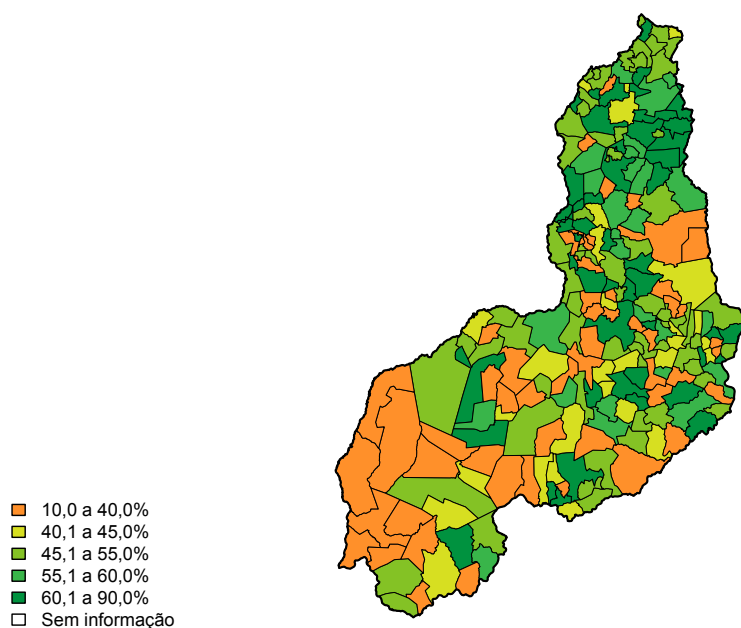 10,0 a 40,0%
40,1 a 45,0%
45,1 a 55,0%
55,1 a 60,0%
60,1 a 90,0%
Sem informação